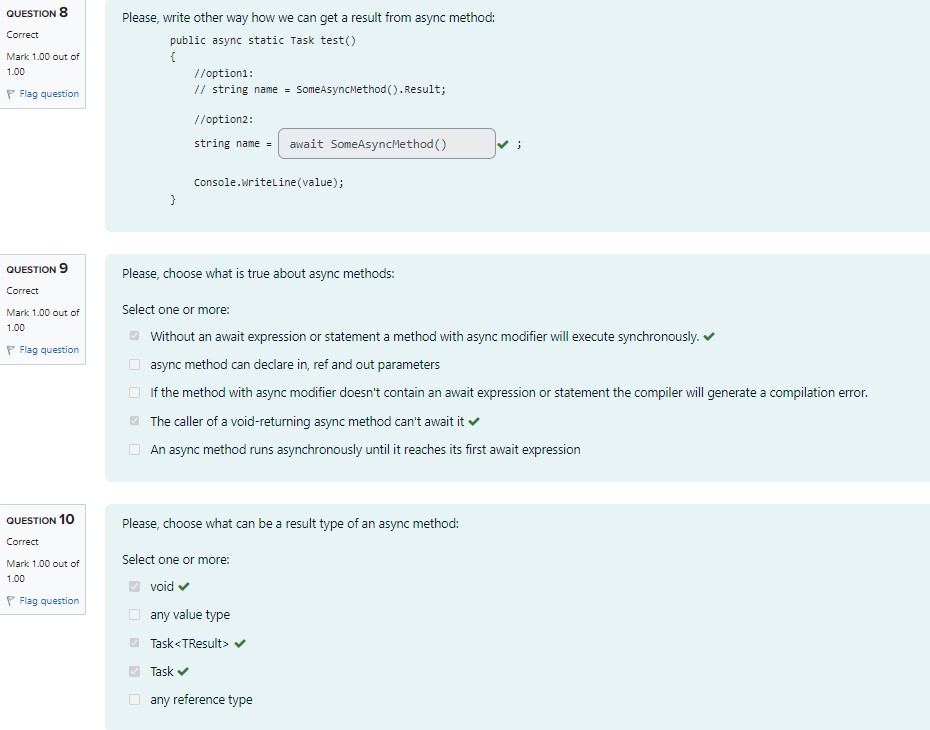 QUESTION 8
Correct
Mark 1.00 out of
1.00
Flag question
Please, write other way how we can get a result from async method:
public async static Task test()
{
//option1:
// string name = SomeAsyncMethod().Result;
//option2:
string name = await SomeAsyncMethod() ;
Console.WriteLine(value);
}
QUESTION 9
Correct
Mark 1.00 out of
1.00
Flag question
Please, choose what is true about async methods:
Select one or more:
Without an await expression or statement a method with async modifier will execute synchronously.
async method can declare in, ref and out parameters
If the method with async modifier doesn't contain an await expression or statement the compiler will generate a compilation error.
The caller of a void-returning async method can't await it
An async method runs asynchronously until it reaches its first await expression
QUESTION 10
Correct
Mark 1.00 out of
1.00
Flag question
Please, choose what can be a result type of an async method:
Select one or more:
void
any value type
Task<TResult>
Task
any reference type